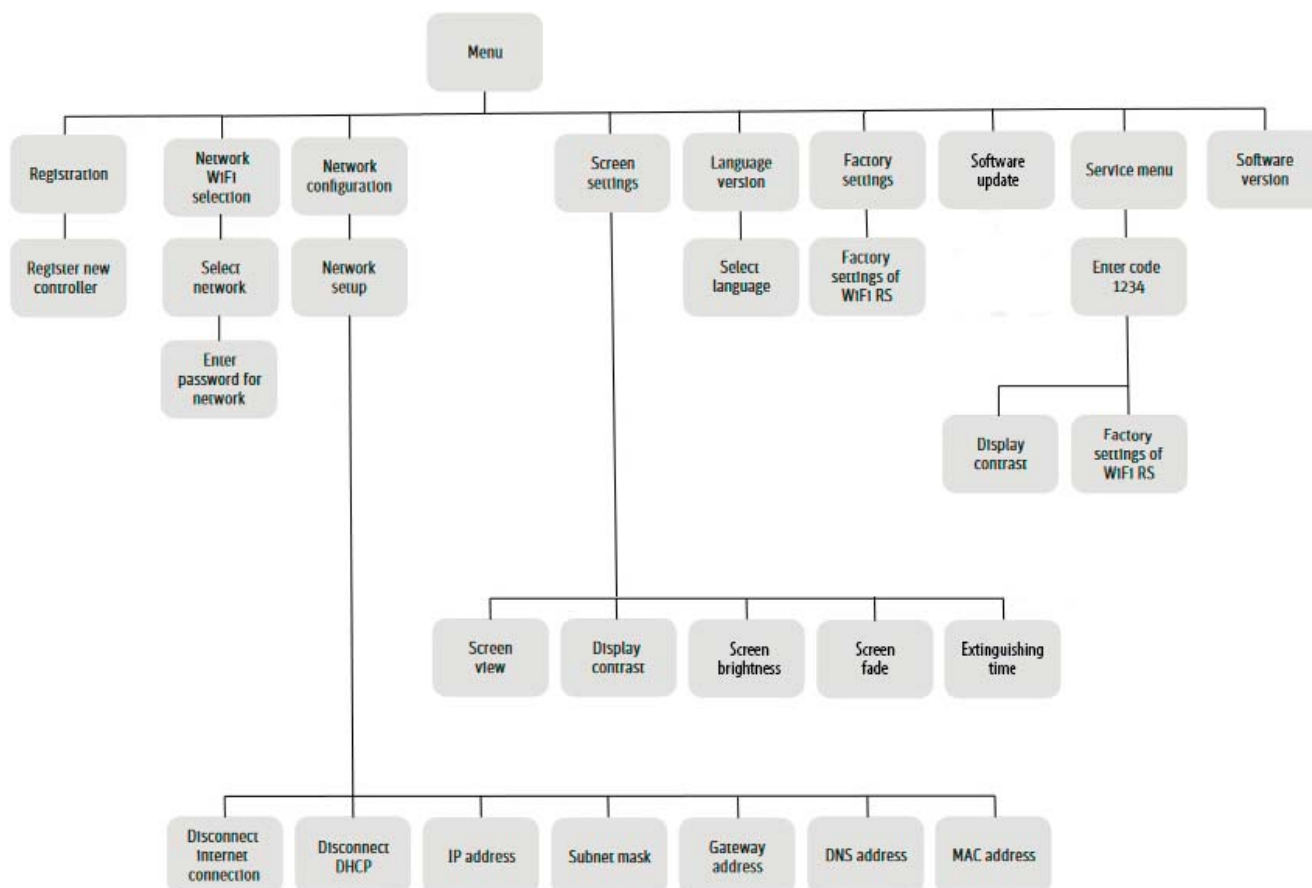 Menu
Registration
Network
WiFi
selection
Network
configuration
Screen
settings
Language
version
Factory
settings
Software
update
Service menu
Software
version
Register new
controller
Select
network
Network
setup
Select
language
Factory
settings of
WiFi RS
Enter code
1234
Enter
password for
network
Display
contrast
Factory
settings of
WiFi RS
Screen
view
Display
contrast
Screen
brightness
Screen
fade
Extinguishing
time
Disconnect
internet
connection
Disconnect
DHCP
IP address
Subnet mask
Gateway
address
DNS address
MAC address